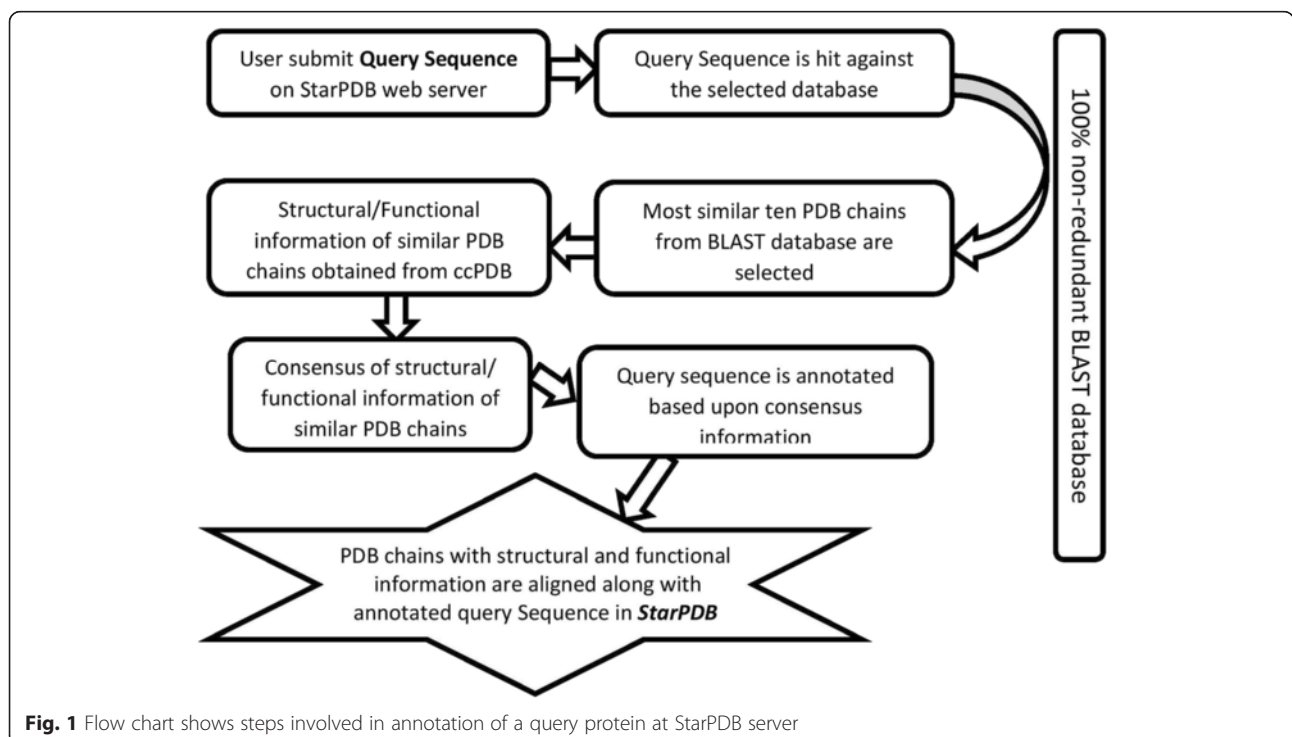 User submit Query Sequence
on StarPDB web server
Query Sequence is hit against
the selected database
100% non-redundant BLAST database
Most similar ten PDB chains
from BLAST database are
selected
Structural/Functional
information of similar PDB
chains obtained from ccPDB
Consensus of structural/
functional information of
similar PDB chains
Query sequence is annotated
based upon consensus
information
PDB chains with structural and functional
information are aligned along with
annotated query Sequence in StarPDB
Fig. 1 Flow chart shows steps involved in annotation of a query protein at StarPDB server